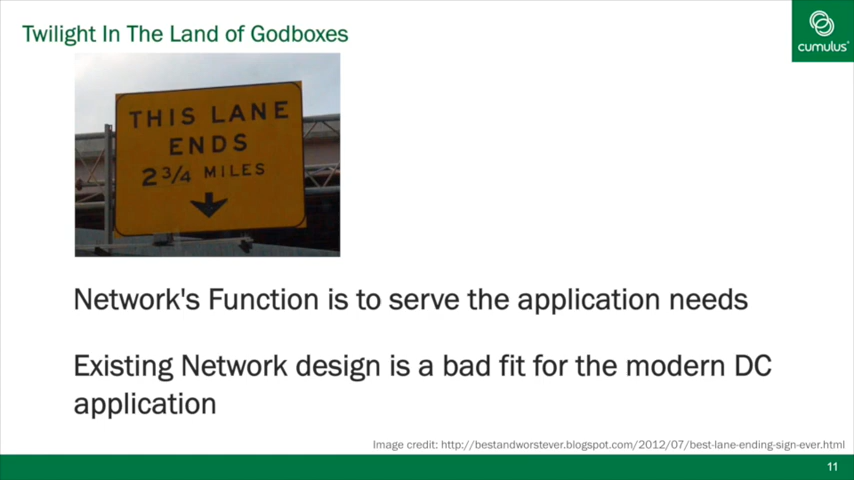 Twilight In The Land of Godboxes
cumulus
THIS LANE
ENDS
2 3/4 MILES
Network's Function is to serve the application needs
Existing Network design is a bad fit for the modern DC
application
Image credit: http://bestandworstever.blogspot.com/2012/07/best-lane-ending-sign-ever.html
11